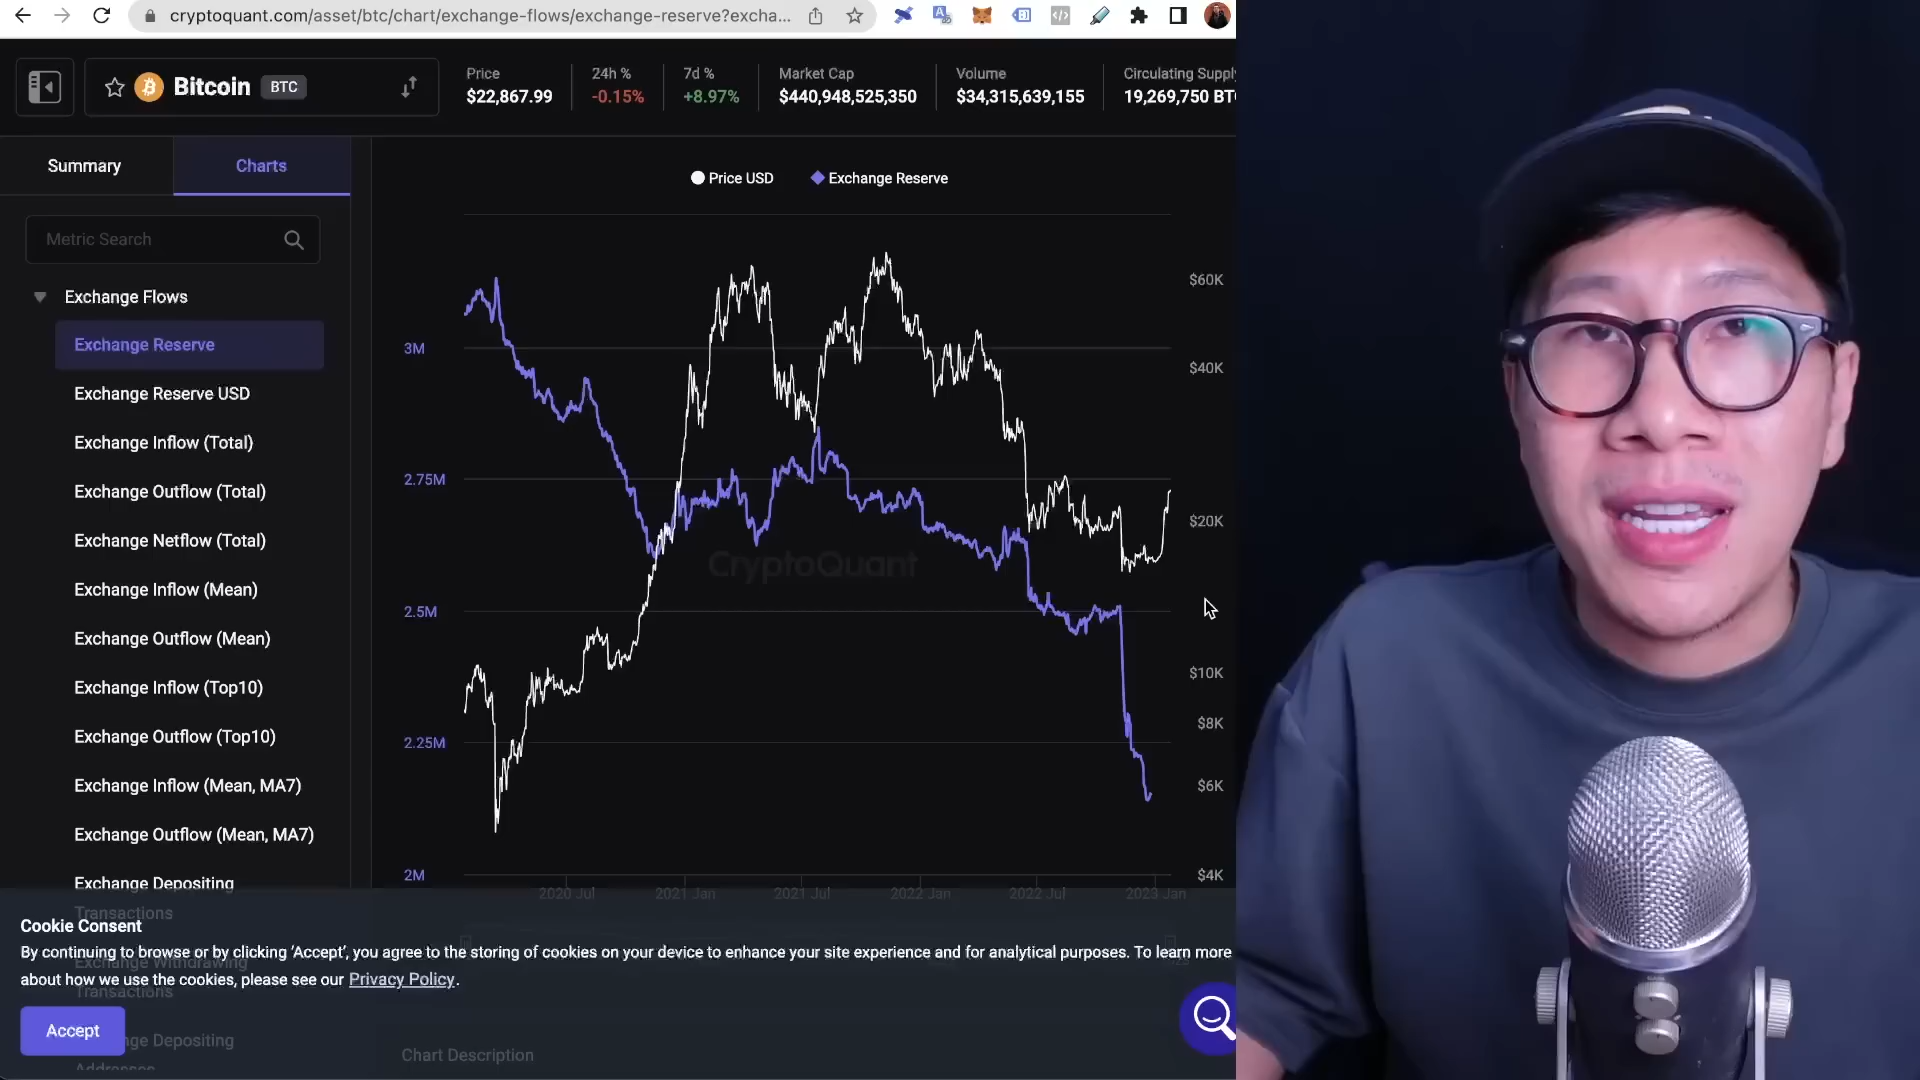 cryptoquant.com/asset/btc/chart/exchange-flows/exchange-reserve?excha...
Bitcoin BTC
Price
$22,867.99
24h %
-0.15%
7d %
+8.97%
Market Cap
$440,948,525,350
Volume
$34,315,639,155
Circulating Supply
19,269,750 BT
Summary
Charts
Metric Search
Exchange Flows
Exchange Reserve
Exchange Reserve USD
Exchange Inflow (Total)
Exchange Outflow (Total)
Exchange Netflow (Total)
Exchange Inflow (Mean)
Exchange Outflow (Mean)
Exchange Inflow (Top10)
Exchange Outflow (Top10)
Exchange Inflow (Mean, MA7)
Exchange Outflow (Mean, MA7)
Exchange Depositing
Transactions
Exchange Withdrawing
Transactions
nge Depositing
Addresses
Price USD
Exchange Reserve
3M
2.75M
2.5M
2.25M
2M
$60K
$40K
$20K
$10K
$8K
$6K
$4K
CryptoQuant
2020 Jul
2021 Jan
2021 Jul
2022 Jan
2022 Jul
2023 Jan
Cookie Consent
By continuing to browse or by clicking ‘Accept’, you agree to the storing of cookies on your device to enhance your site experience and for analytical purposes. To learn more
about how we use the cookies, please see our Privacy Policy.
Accept
Chart Description